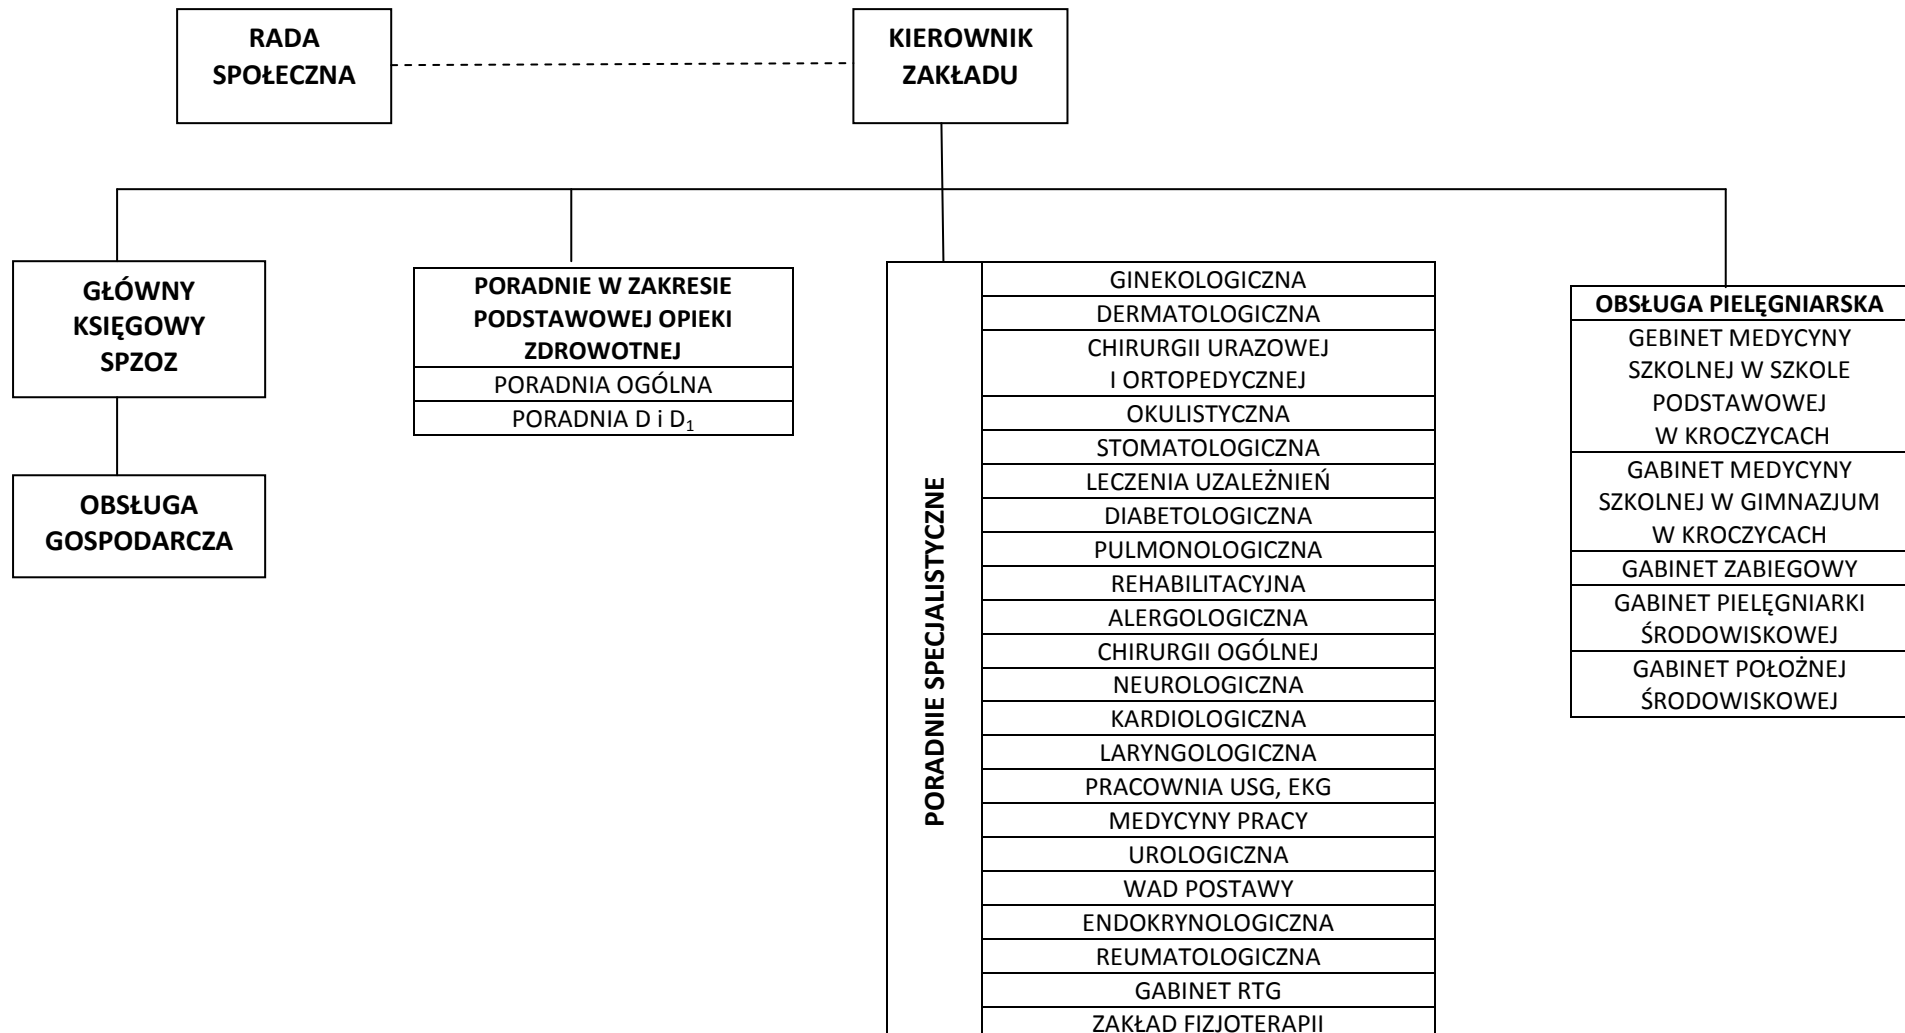 RADA
SPOŁECZNA
KIEROWNIK
ZAKŁADU
GŁÓWNY
KSIĘGOWY
SPZOZ
OBSŁUGA
GOSPODARCZA
PORADNIE W ZAKRESIE
PODSTAWOWEJ OPIEKI
ZDROWOTNEJ
PORADNIA OGÓLNA
PORADNIA D i D₁
PORADNIE SPECJALISTYCZNE
GINEKOLOGICZNA
DERMATOLOGICZNA
CHIRURGII URAZOWEJ
I ORTOPEDYCZNEJ
OKULISTYCZNA
STOMATOLOGICZNA
LECZENIA UZALEŻNIEŃ
DIABETOLOGICZNA
PULMONOLOGICZNA
REHABILITACYJNA
ALERGOLOGICZNA
CHIRURGII OGÓLNEJ
NEUROLOGICZNA
KARDIOLOGICZNA
LARYNGOLOGICZNA
PRACOWNIA USG, EKG
MEDYCYNY PRACY
UROLOGICZNA
WAD POSTAWY
ENDOKRYNOLOGICZNA
REUMATOLOGICZNA
GABINET RTG
ZAKŁAD FIZJOTERAPII
OBSŁUGA PIELĘGNIARSKA
GEBINET MEDYCYNY
SZKOLNEJ W SZKOLE
PODSTAWOWEJ
W KROCZYCACH
GABINET MEDYCYNY
SZKOLNEJ W GIMNAZJUM
W KROCZYCACH
GABINET ZABIEGOWY
GABINET PIELĘGNIARKI
ŚRODOWISKOWEJ
GABINET POŁOŻNEJ
ŚRODOWISKOWEJ